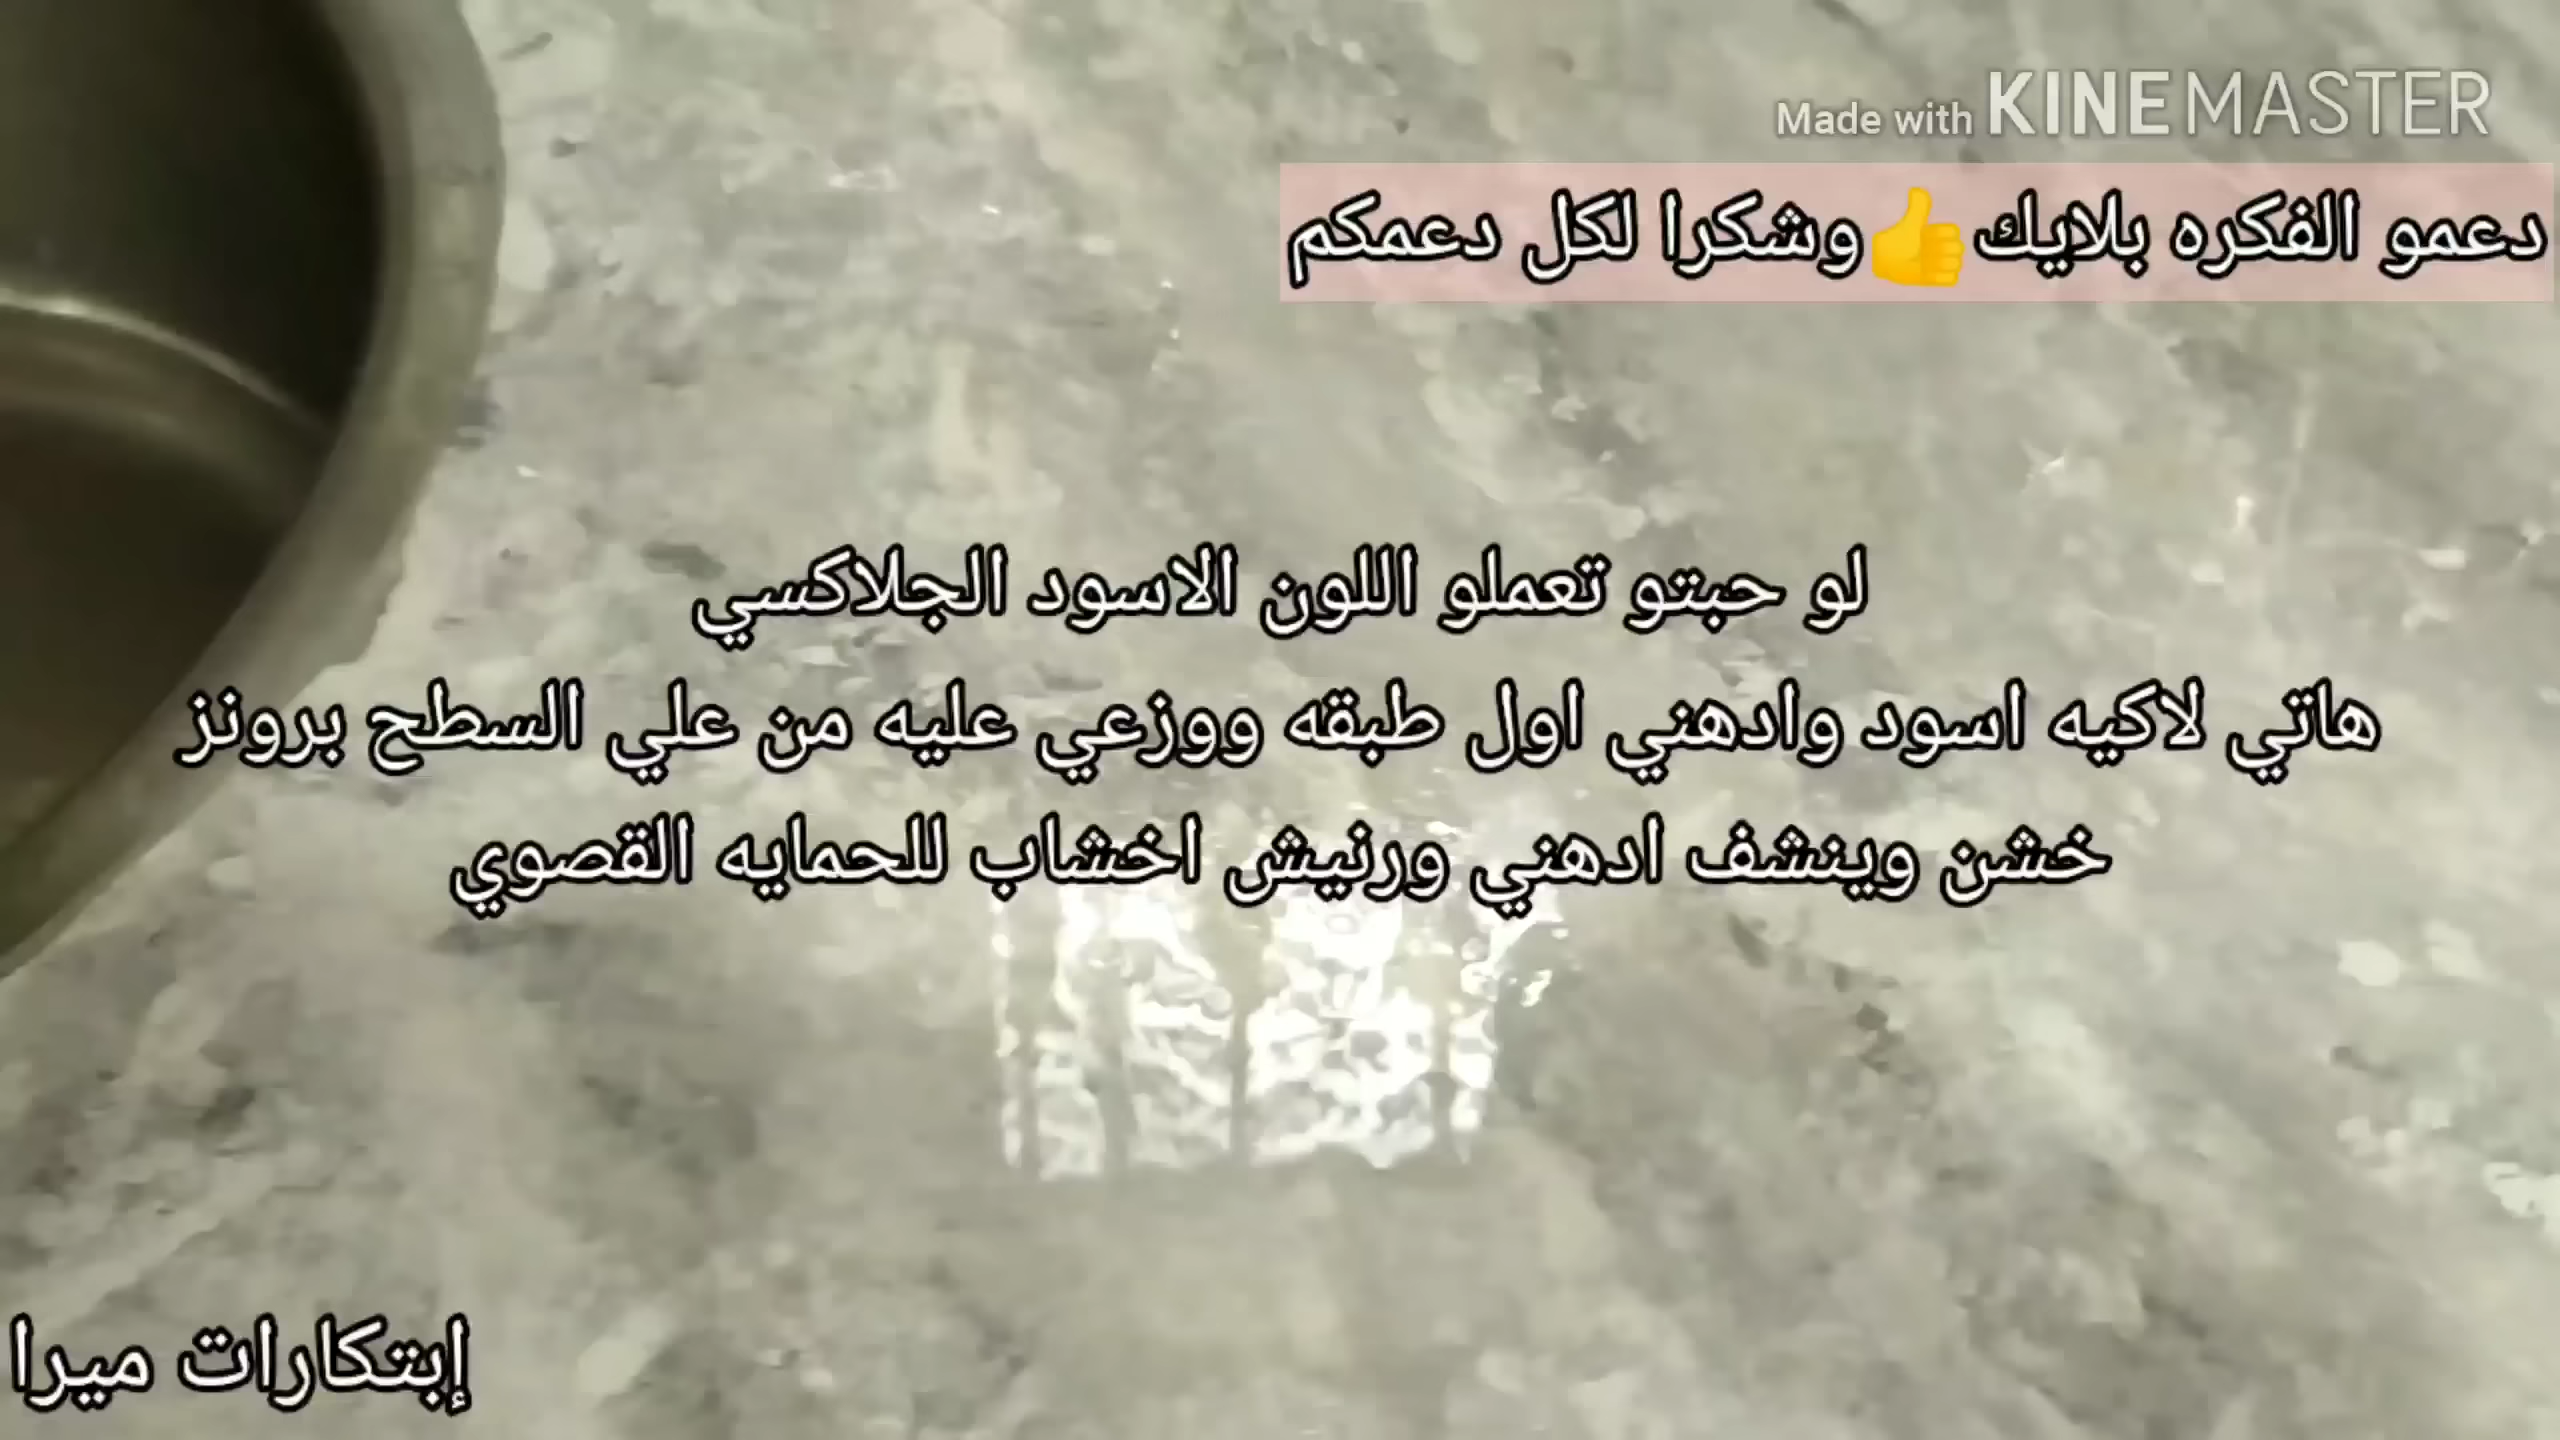 Made with KINEMASTER
دعمو الفكره بلايك👍وشكرا لكل دعمكم
لو حبتو تعملو اللون الاسود الجلاكسي
هاتي لاكيه اسود وادهني اول طبقه ووزعي عليه من علي السطح برونز
خشن وينشف ادهني ورنيش اخشاب للحمايه القصوي
إبتكارات ميرا